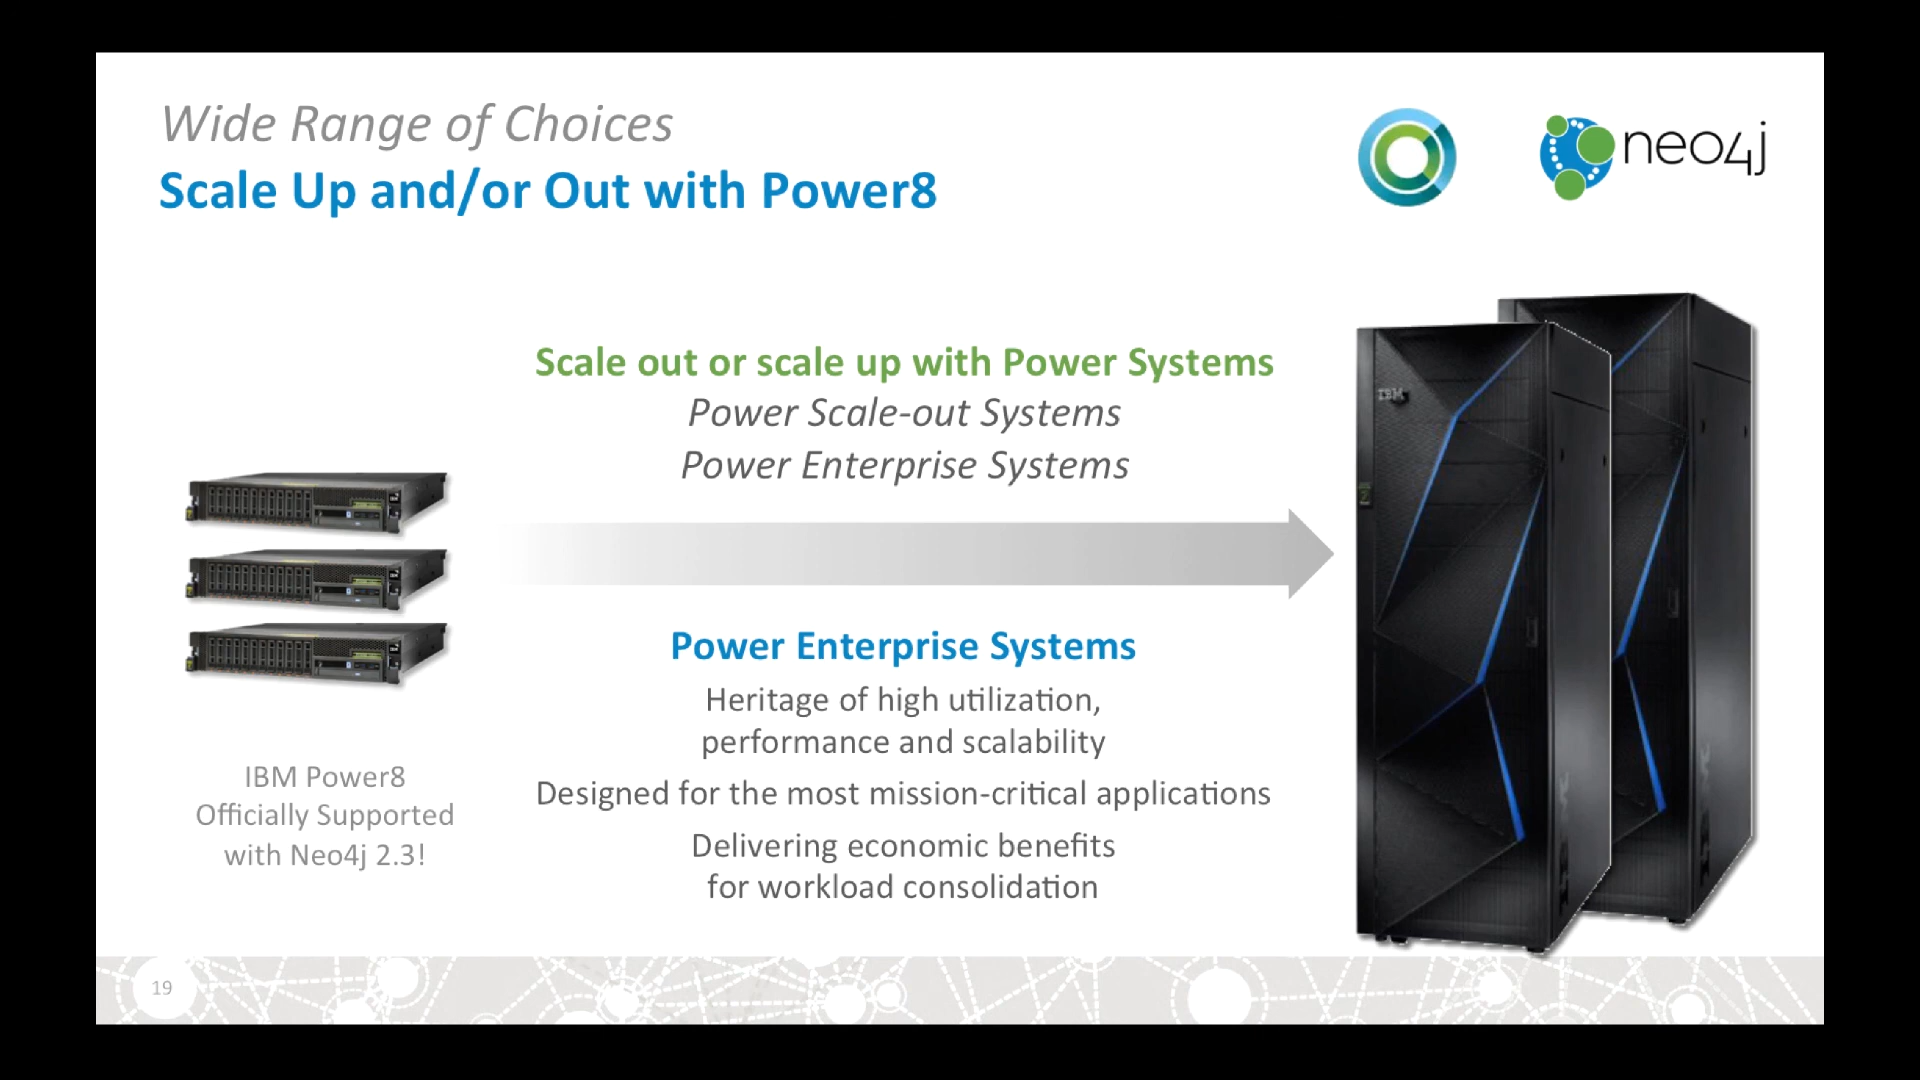 Wide Range of Choices
Scale Up and/or Out with Power8
neo4j
Scale out or scale up with Power Systems
Power Scale-out Systems
Power Enterprise Systems
IBM
Power Enterprise Systems
Heritage of high utilization,
performance and scalability
Designed for the most mission-critical applications
Delivering economic benefits
for workload consolidation
IBM Power8
Officially Supported
with Neo4j 2.3!
19